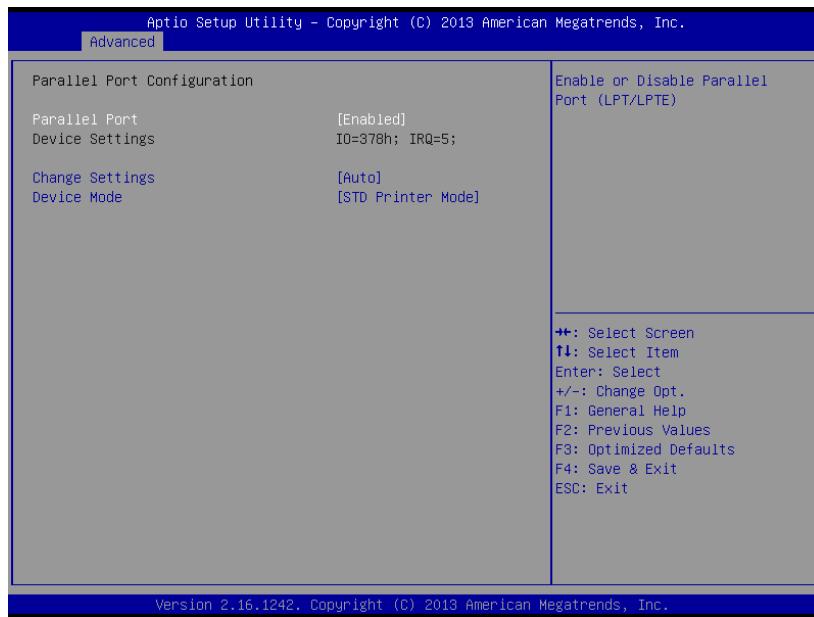 Aptio Setup Utility – Copyright (C) 2013 American Megatrends, Inc.
Advanced
Parallel Port Configuration
Parallel Port [Enabled]
Device Settings IO=378h; IRQ=5;
Change Settings [Auto]
Device Mode [STD Printer Mode]
Enable or Disable Parallel
Port (LPT/LPTE)
→←: Select Screen
↑↓: Select Item
Enter: Select
+/-: Change Opt.
F1: General Help
F2: Previous Values
F3: Optimized Defaults
F4: Save & Exit
ESC: Exit
Version 2.16.1242. Copyright (C) 2013 American Megatrends, Inc.